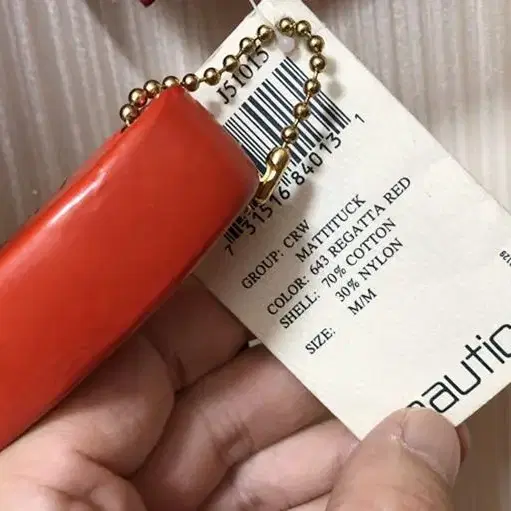 J51015
7 31516 84013 1
GROUP: CRW
MATTITUCK
COLOR: 643 REGATTA RED
SHELL: 70% COTTON
30% NYLON
SIZE: M/M
nautic